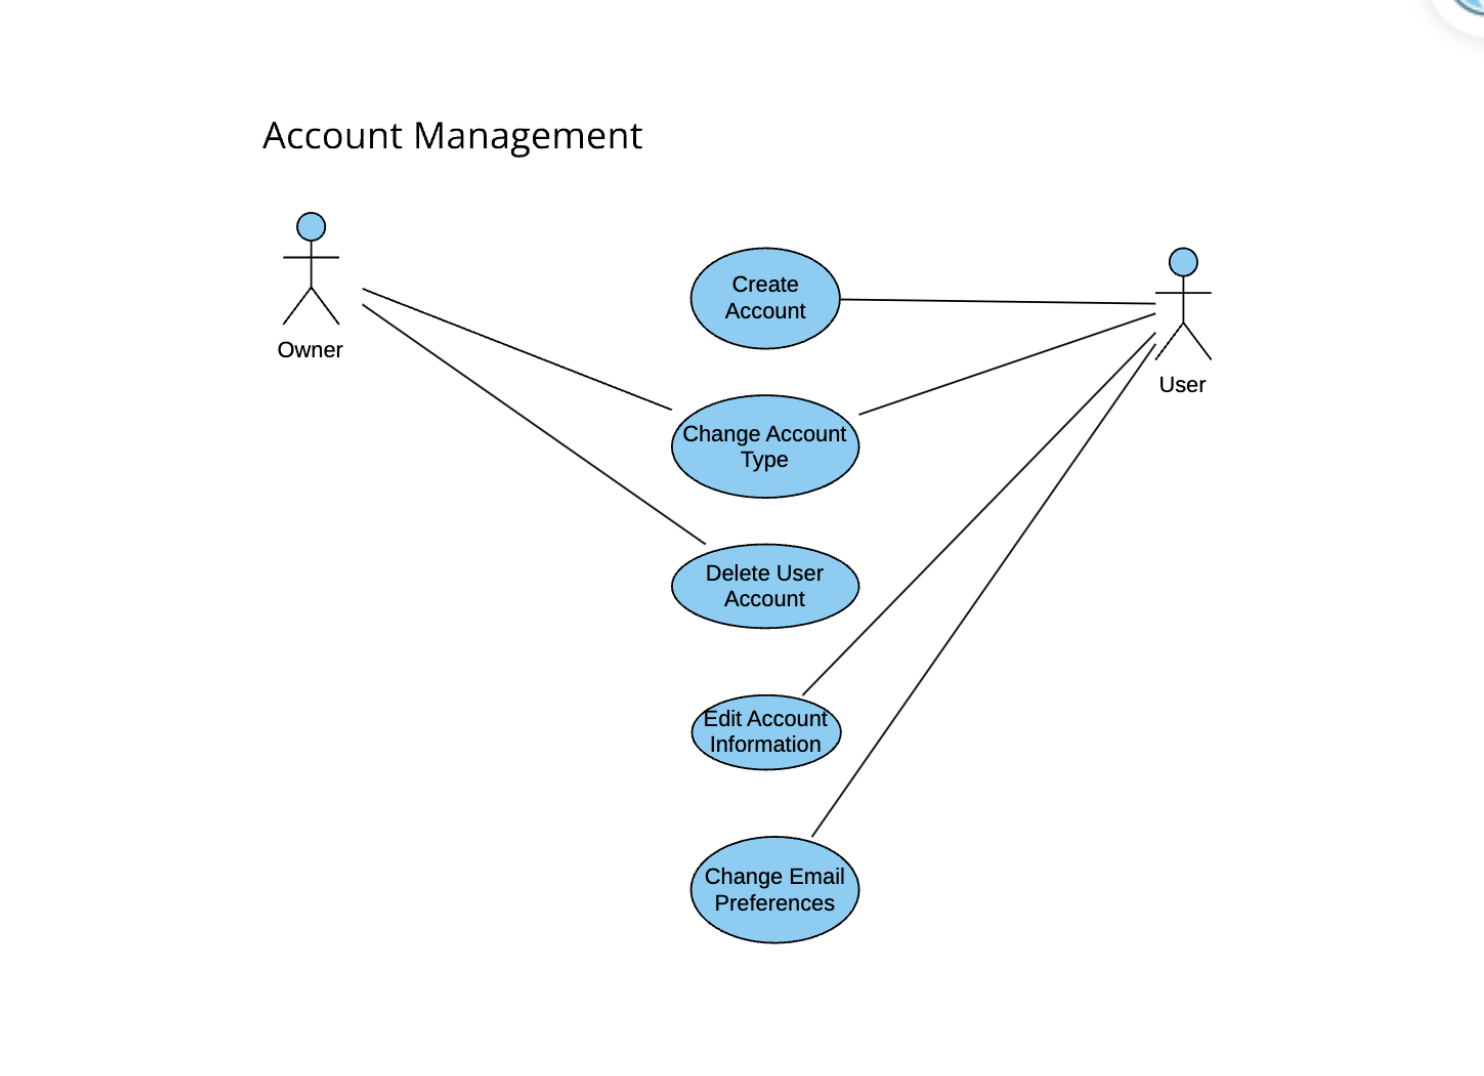 Account Management
Owner
Create
Account
User
Change Account
Type
Delete User
Account
Edit Account
Information
Change Email
Preferences